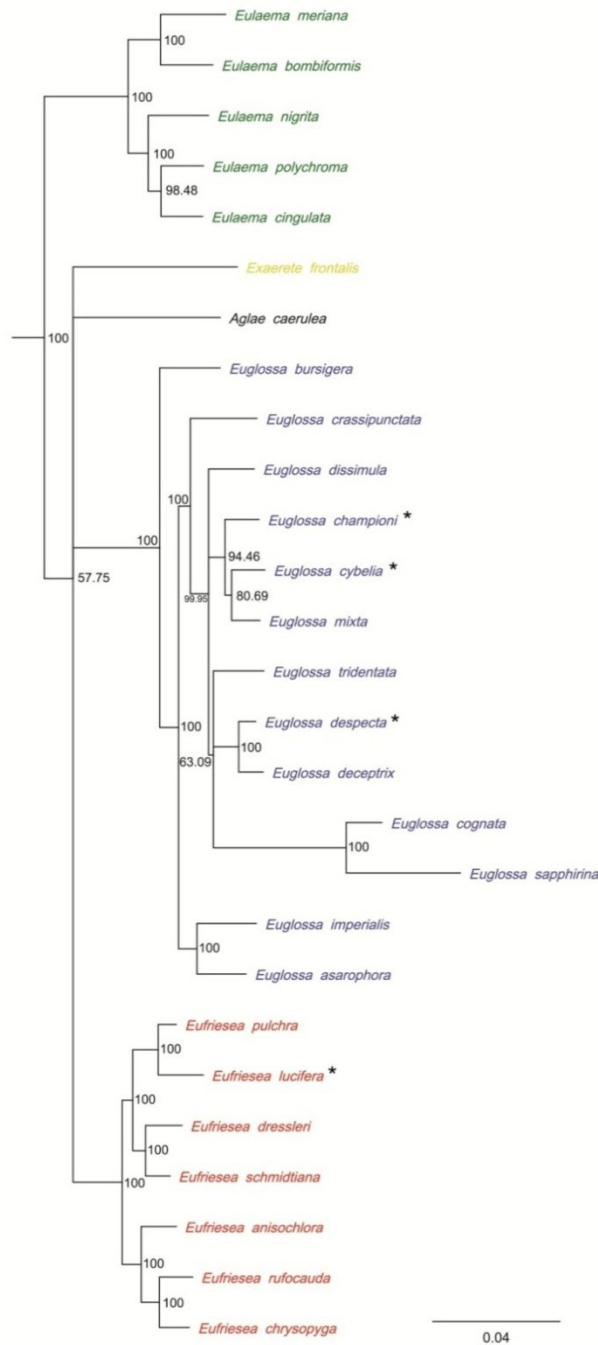 Eulaema meriana
100
Eulaema bombiformis
100
Eulaema nigrita
100
Eulaema polychroma
98.48
Eulaema cingulata
Exaerete frontalis
Aglae caerulea
100
Euglossa bursigera
Euglossa crassipunctata
Euglossa dissimula
100
Euglossa championi *
100
94.46
Euglossa cybelia *
57.75
99.95
80.69
Euglossa mixta
Euglossa tridentata
Euglossa despecta *
100
100
63.09
Euglossa deceptrix
Euglossa cognata
100
Euglossa sapphirina
Euglossa imperialis
100
Euglossa asarophora
Eufriesea pulchra
100
Eufriesea lucifera *
100
Eufriesea dressleri
100
Eufriesea schmidtiana
100
Eufriesea anisochlora
100
Eufriesea rufocauda
100
Eufriesea chrysopyga
0.04